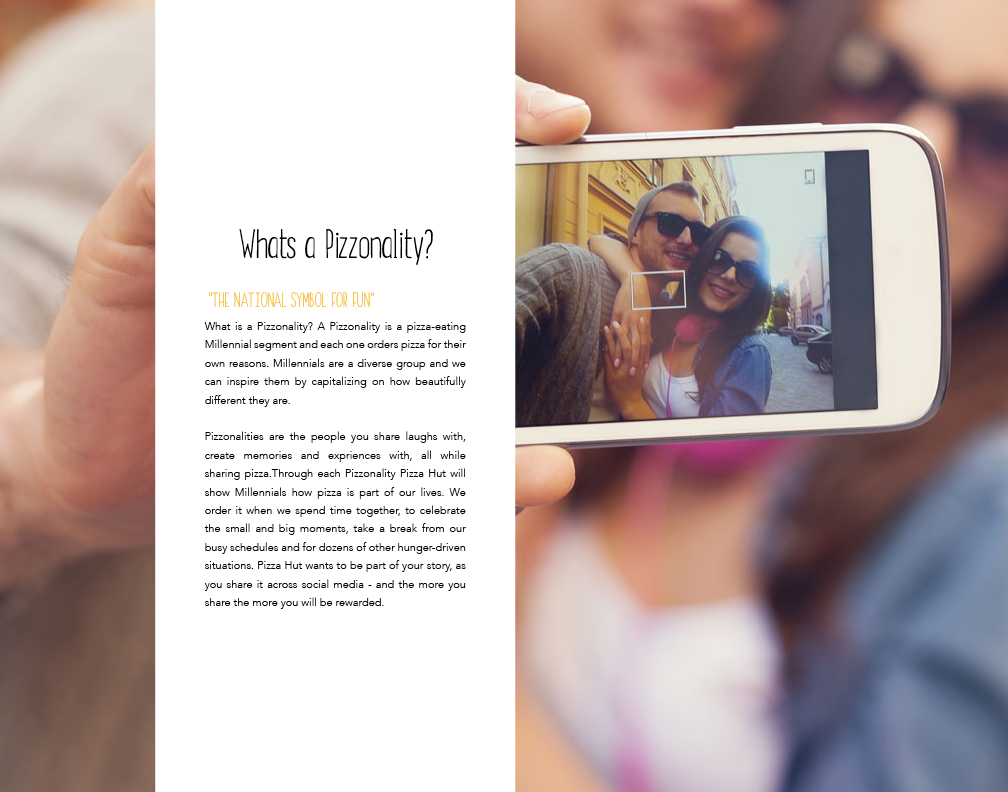 Whats a Pizzonality?
"THE NATIONAL SYMBOL FOR FUN"
What is a Pizzonality? A Pizzonality is a pizza-eating
Millennial segment and each one orders pizza for their
own reasons. Millennials are a diverse group and we
can inspire them by capitalizing on how beautifully
different they are.
Pizzonalities are the people you share laughs with,
create memories and expriences with, all while
sharing pizza.Through each Pizzonality Pizza Hut will
show Millennials how pizza is part of our lives. We
order it when we spend time together, to celebrate
the small and big moments, take a break from our
busy schedules and for dozens of other hunger-driven
situations. Pizza Hut wants to be part of your story, as
you share it across social media - and the more you
share the more you will be rewarded.